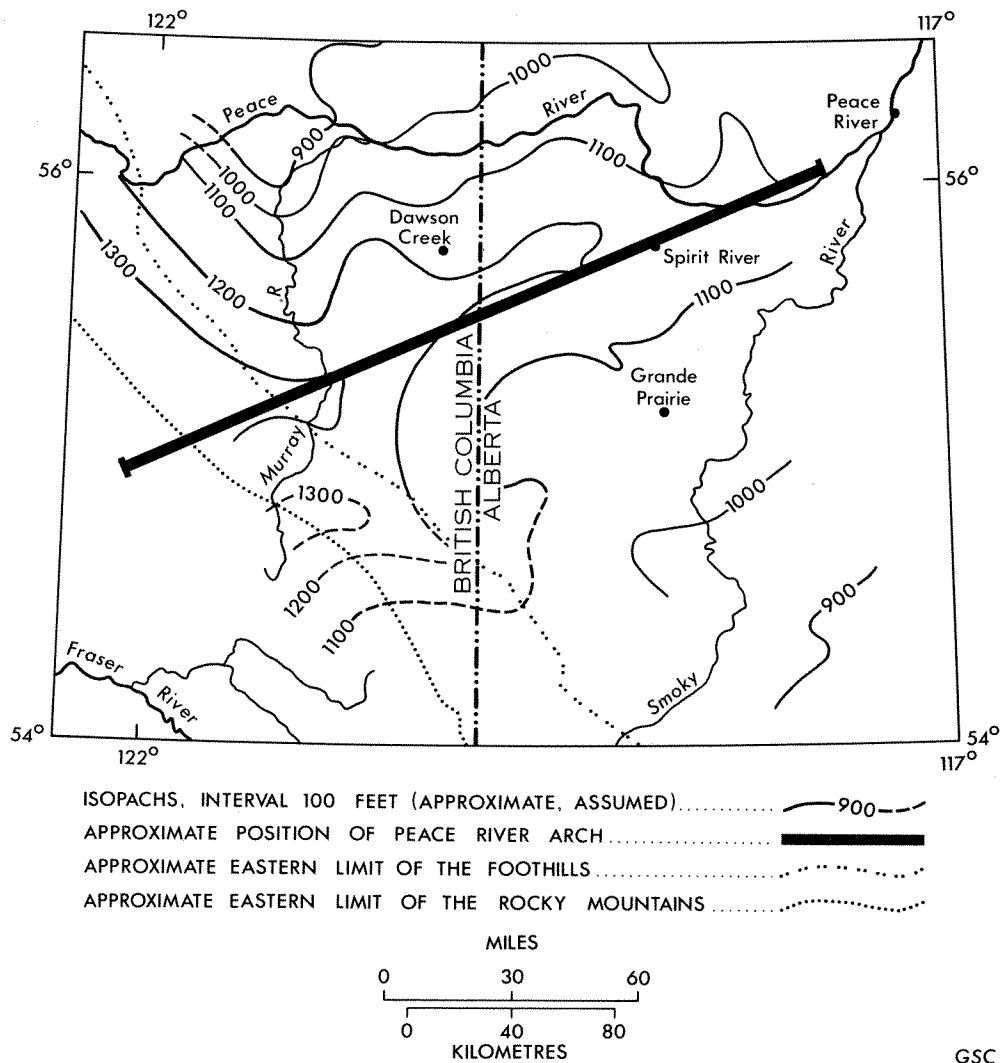 122°
117°
1000
Peace
River
Peace
River
900
1100
56°
56°
1000
1100
Dawson
Creek
Spirit River
River
1300
1200
R.
1100
BRITISH COLUMBIA
ALBERTA
Grande
Prairie
Murray
1300
1000
1200
900
1100
Fraser
River
Smoky
54°
54°
122°
117°
ISOPACHS, INTERVAL 100 FEET (APPROXIMATE, ASSUMED) 900
APPROXIMATE POSITION OF PEACE RIVER ARCH
APPROXIMATE EASTERN LIMIT OF THE FOOTHILLS
APPROXIMATE EASTERN LIMIT OF THE ROCKY MOUNTAINS
MILES
0 30 60
0 40 80
KILOMETRES
GSC